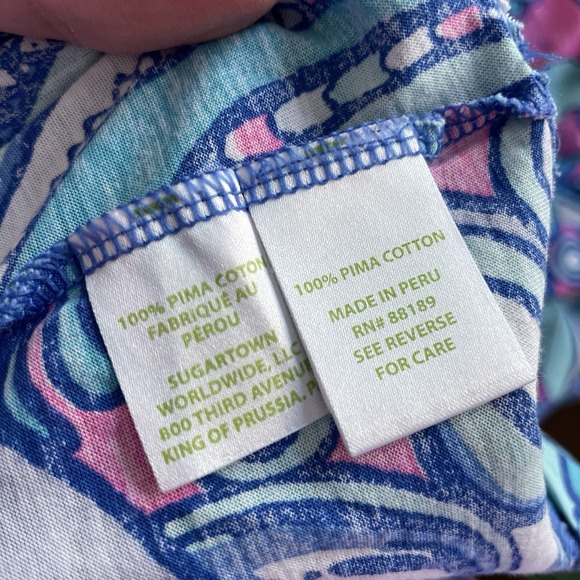 100% PIMA COTON
FABRIQUÉ AU
PÉROU
SUGARTOWN
WORLDWIDE, LLC
800 THIRD AVENUE
KING OF PRUSSIA.
100% PIMA COTTON
MADE IN PERU
RN# 88189
SEE REVERSE
FOR CARE